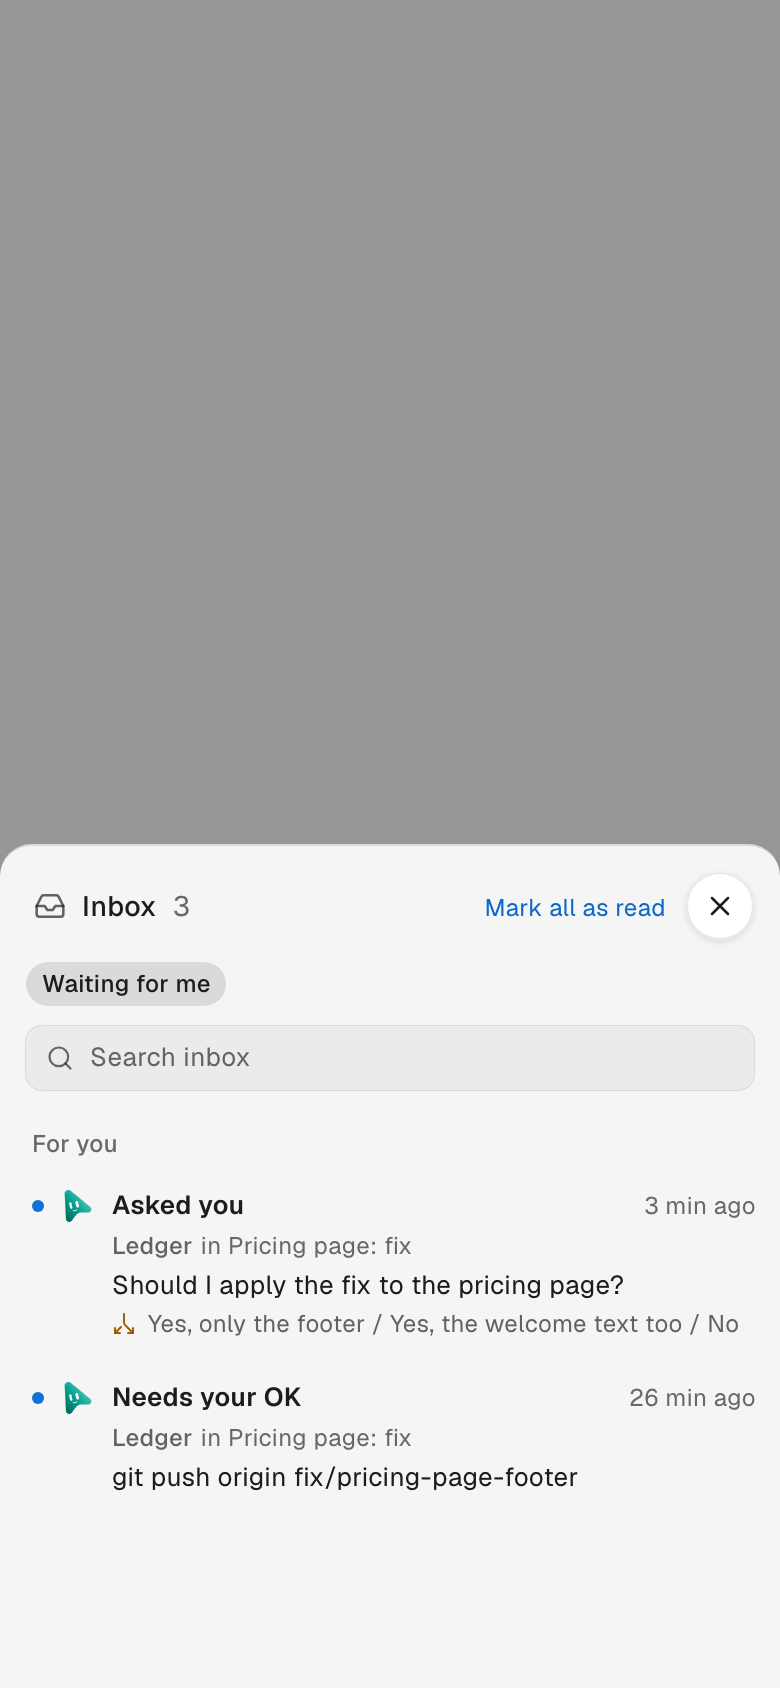 Inbox 3
Mark all as read
Waiting for me
Search inbox
For you
Asked you
3 min ago
Ledger in Pricing page: fix
Should I apply the fix to the pricing page?
Yes, only the footer / Yes, the welcome text too / No
Needs your OK
26 min ago
Ledger in Pricing page: fix
git push origin fix/pricing-page-footer